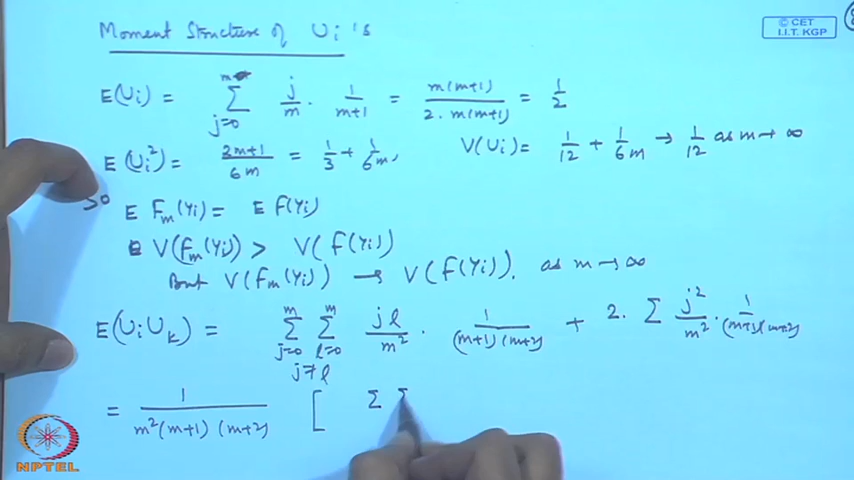 Moment Structure of Ui's
© CET
I.I.T. KGP
E(Ui) = Σ_{j=0}^{m} j/m · 1/(m+1) = m(m+1)/(2·m(m+1)) = 1/2
E(Ui²) = (2m+1)/(6m) = 1/3 + 1/(6m), V(Ui) = 1/12 + 1/(6m) → 1/12 as m → ∞
So E Fm(Yi) = E F(Yi)
V(Fm(Yi)) > V(F(Yi))
But V(Fm(Yi)) → V(F(Yi)). as m → ∞
E(Ui Uk) = Σ_{j=0}^{m} Σ_{l=0}^{m} jl/m² · 1/((m+1)(m+2)) + 2. Σ j²/m² · 1/((m+1)(m+2))
j≠l
= 1/(m²(m+1)(m+2)) [ Σ Σ
NPTEL